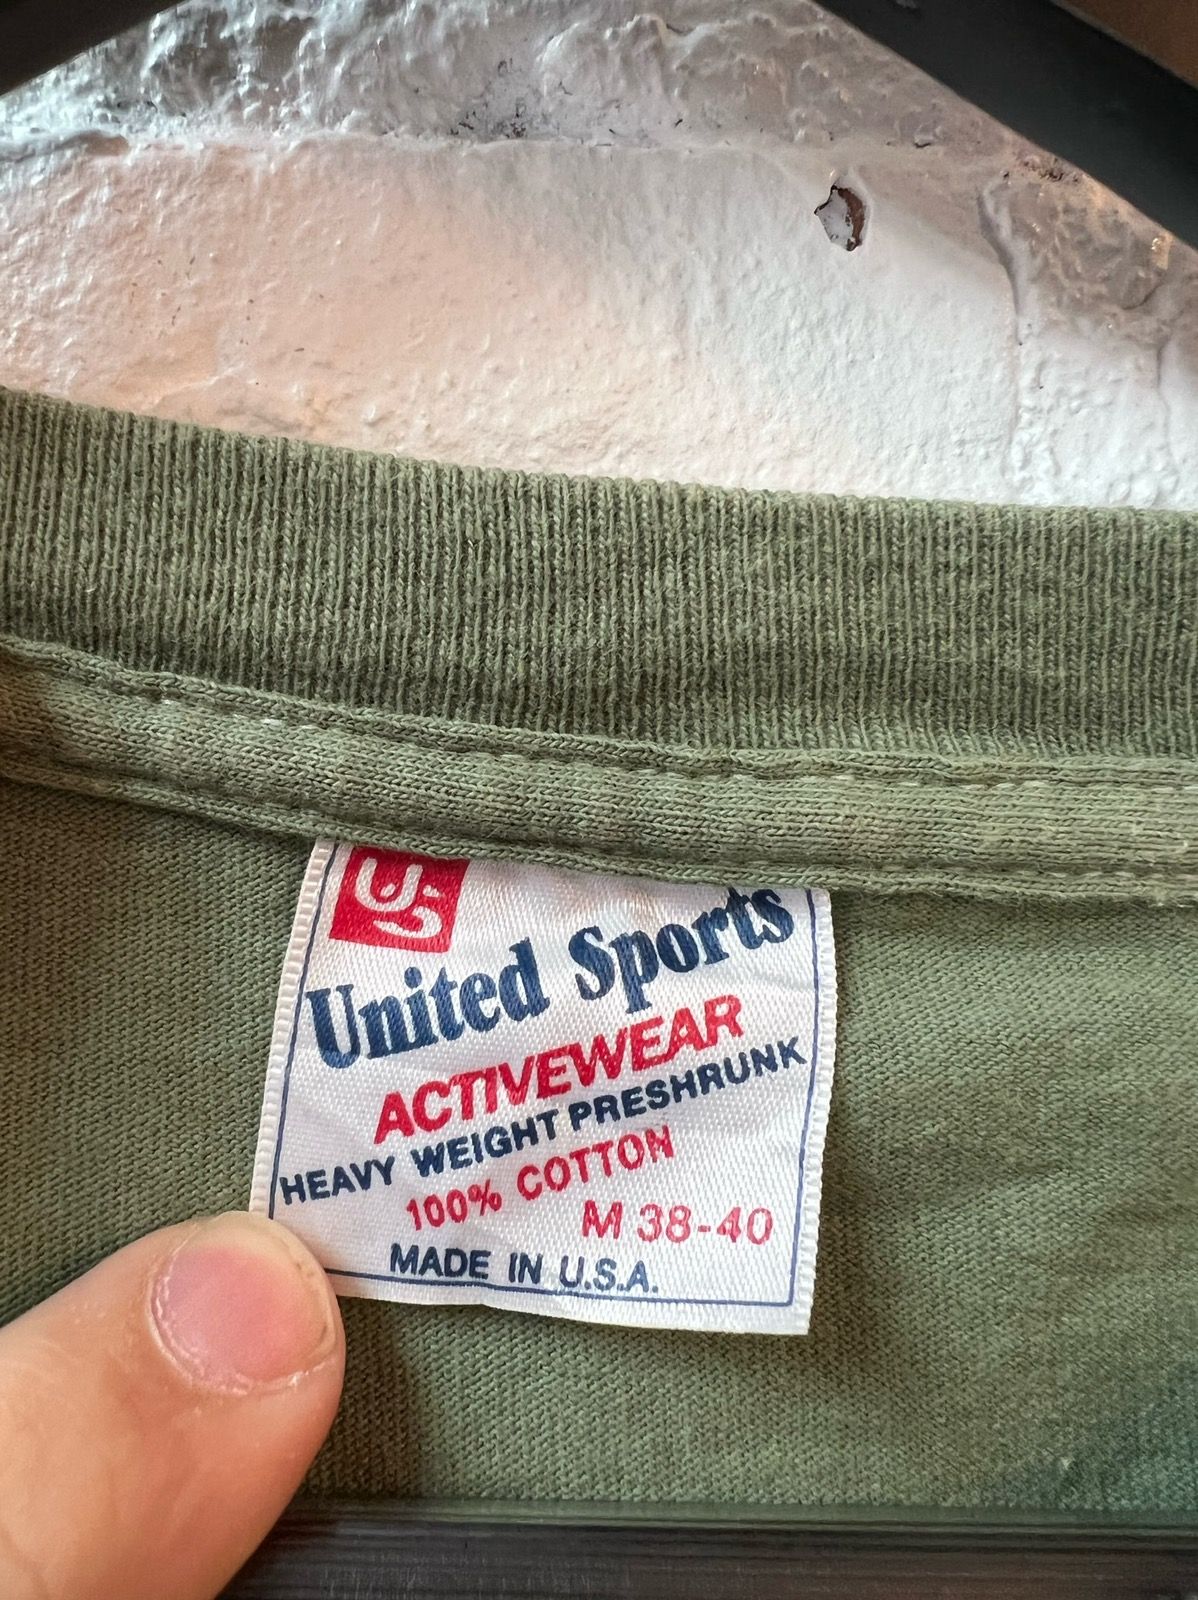 US
United Sports
ACTIVEWEAR
HEAVY WEIGHT PRESHRUNK
100% COTTON
M 38-40
MADE IN U.S.A.